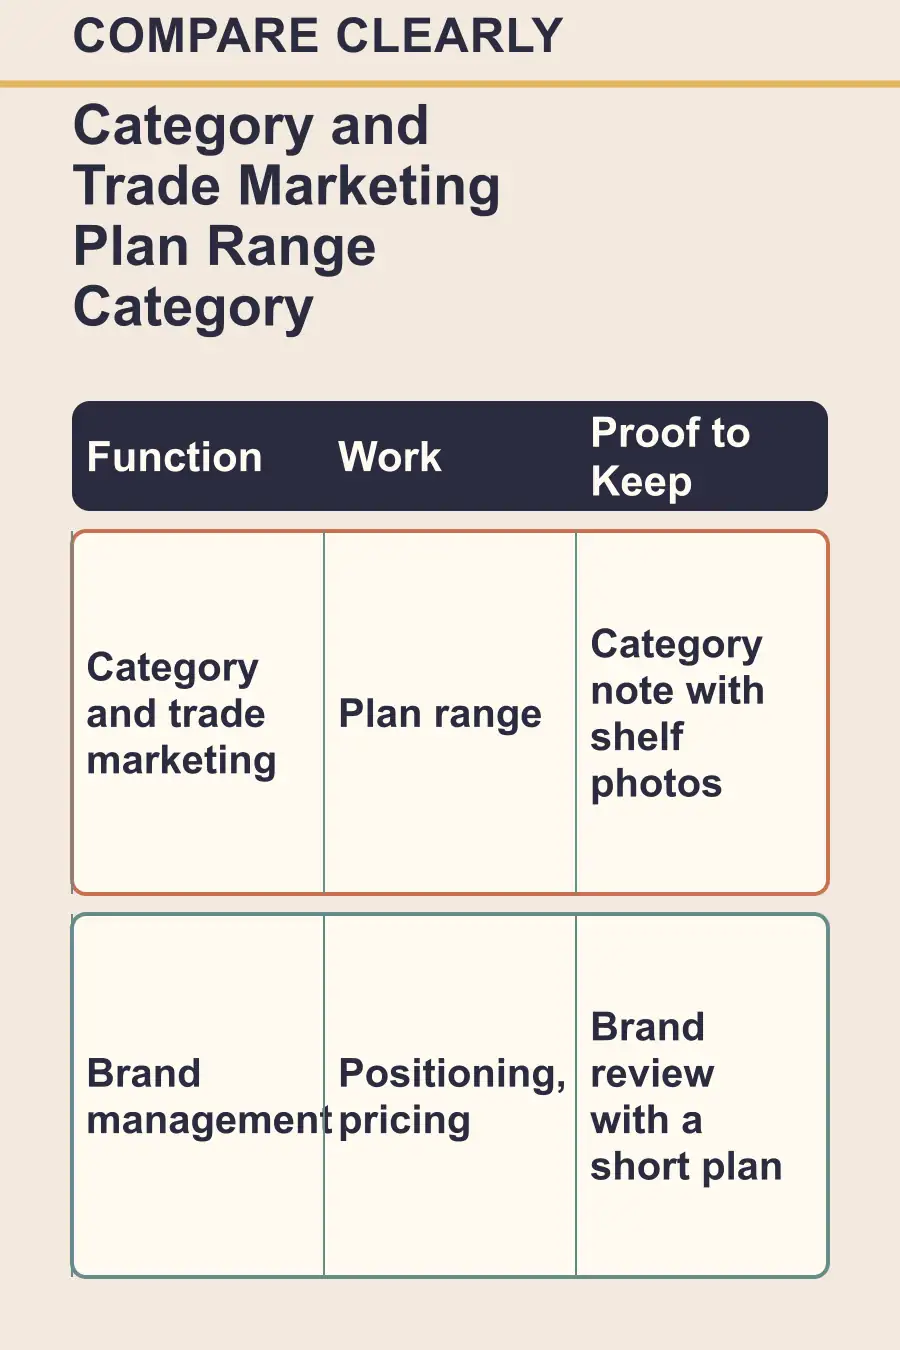 COMPARE CLEARLY
Category and
Trade Marketing
Plan Range
Category
Function
Work
Proof to
Keep
Category
and trade
marketing
Plan range
Category
note with
shelf
photos
Brand
management
Positioning,
pricing
Brand
review
with a
short plan